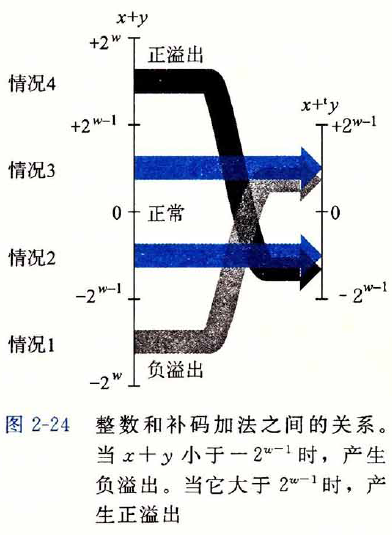 x+y
+2^w
正溢出
情况4
x+ᵗy
+2^{w-1}
+2^{w-1}
情况3
0
正常
0
情况2
-2^{w-1}
-2^{w-1}
情况1
负溢出
-2^w
图 2-24 整数和补码加法之间的关系。
当 x+y 小于-2^{w-1}时，产生
负溢出。当它大于 2^{w-1}时，产
生正溢出